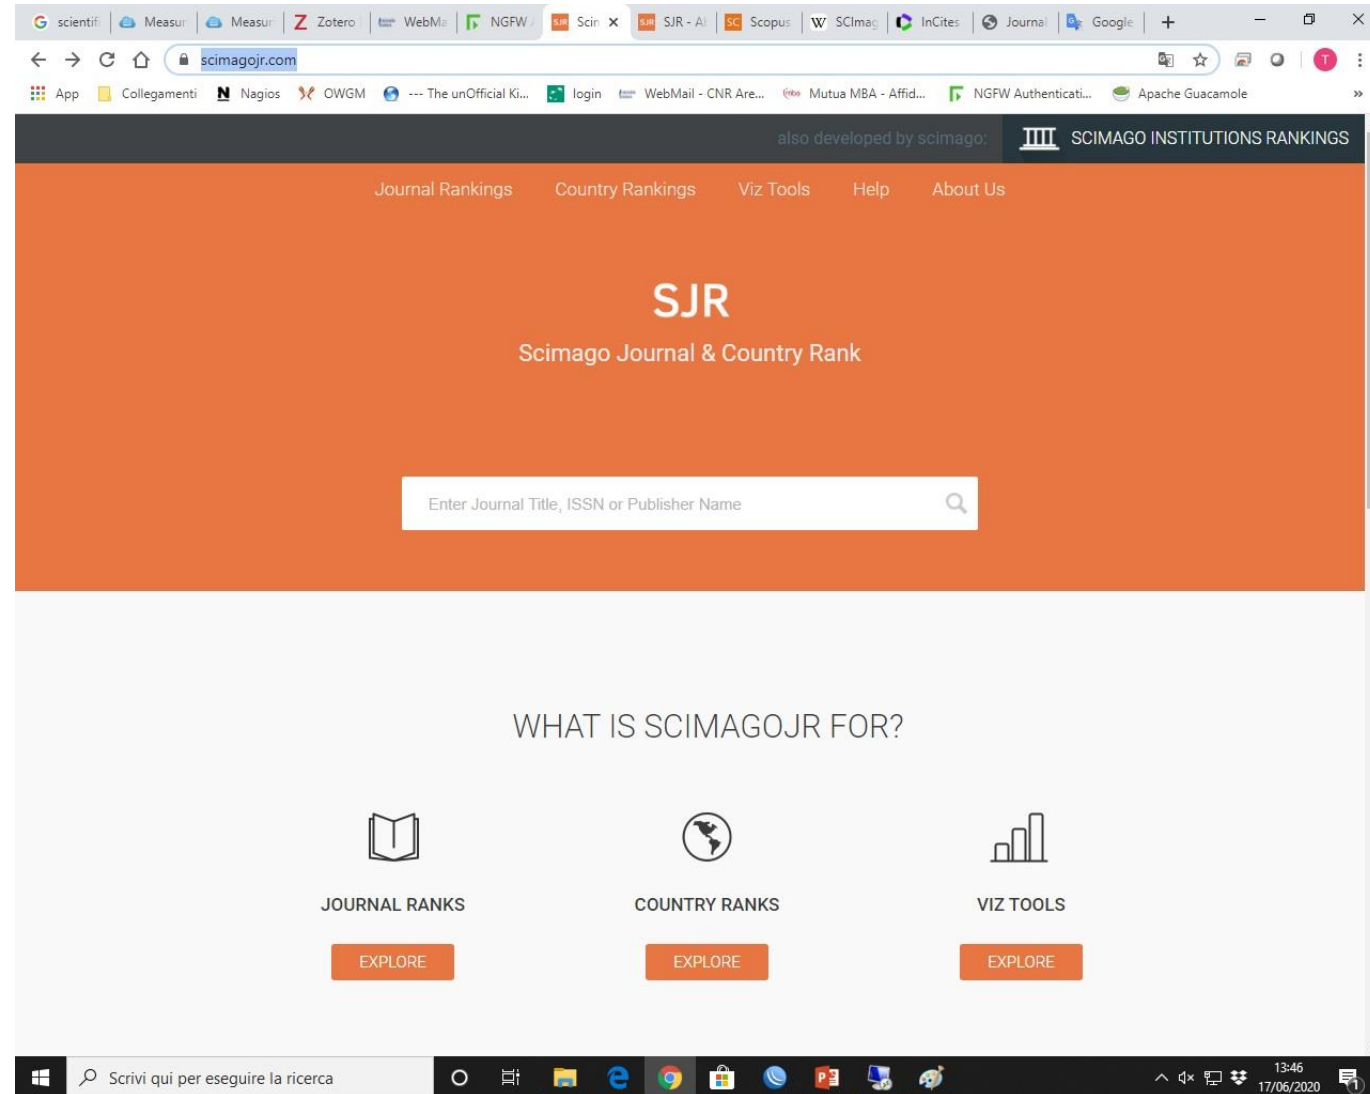 scientifi Measur Measur Zotero WebMa NGFW Scin SJR - Al Scopus SCImag InCites Journal Google
scimagojr.com T
App Collegamenti Nagios OWGM --- The unOfficial Ki... login WebMail - CNR Are... Mutua MBA - Affid... NGFW Authenticati... Apache Guacamole »
also developed by scimago: SCIMAGO INSTITUTIONS RANKINGS
Journal Rankings Country Rankings Viz Tools Help About Us
SJR
Scimago Journal & Country Rank
Enter Journal Title, ISSN or Publisher Name
WHAT IS SCIMAGOJR FOR?
JOURNAL RANKS COUNTRY RANKS VIZ TOOLS
EXPLORE EXPLORE EXPLORE
Scrivi qui per eseguire la ricerca 13:46
17/06/2020